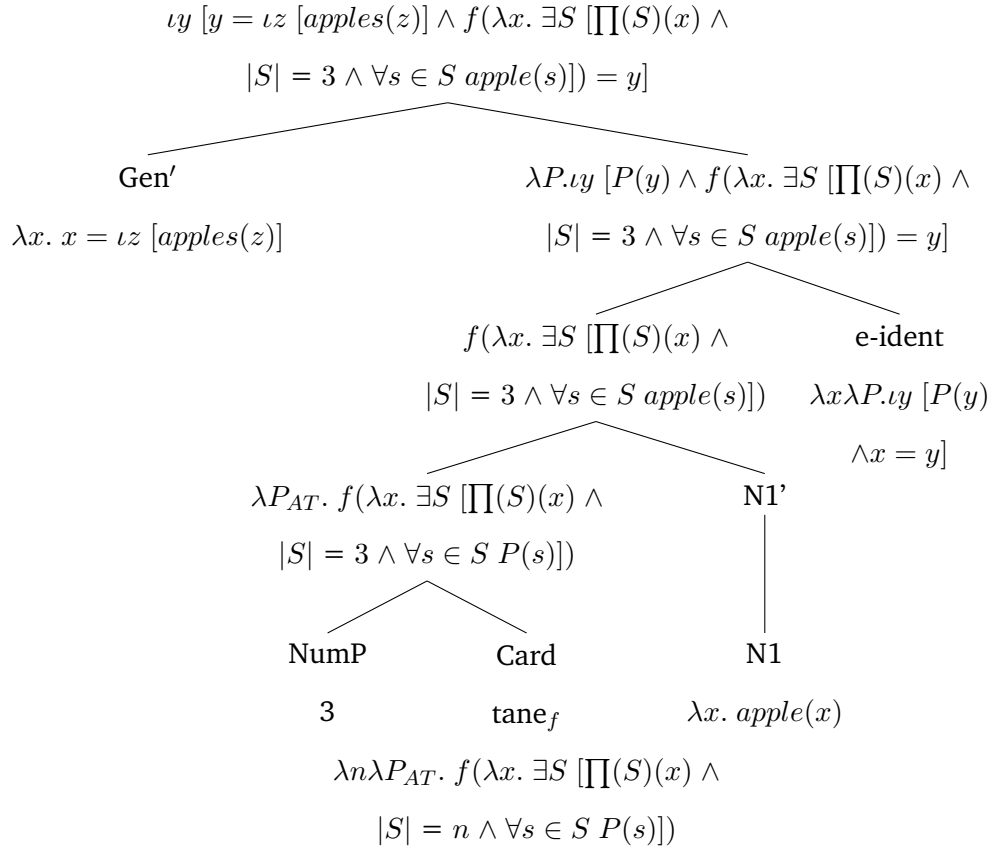 ιy [y = ιz [apples(z)] ∧ f(λx. ∃S [∏(S)(x) ∧
|S| = 3 ∧ ∀s ∈ S apple(s)]) = y]
Gen′
λP.ιy [P(y) ∧ f(λx. ∃S [∏(S)(x) ∧
λx. x = ιz [apples(z)]
|S| = 3 ∧ ∀s ∈ S apple(s)]) = y]
f(λx. ∃S [∏(S)(x) ∧
e-ident
|S| = 3 ∧ ∀s ∈ S apple(s)])
λxλP.ιy [P(y)
∧x = y]
λP_AT. f(λx. ∃S [∏(S)(x) ∧
N1’
|S| = 3 ∧ ∀s ∈ S P(s)])
NumP
Card
N1
3
tane_f
λx. apple(x)
λnλP_AT. f(λx. ∃S [∏(S)(x) ∧
|S| = n ∧ ∀s ∈ S P(s)])